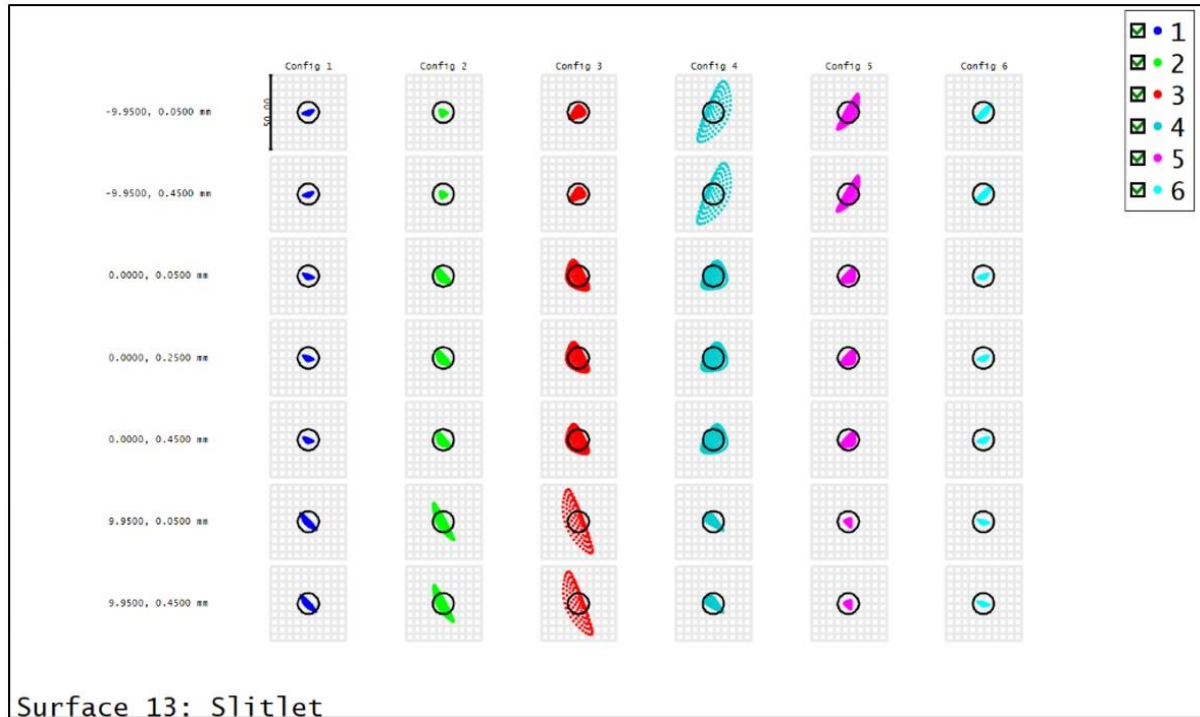 Config 1 Config 2 Config 3 Config 4 Config 5 Config 6
50.00
-9.9500, 0.0500 mm
-9.9500, 0.4500 mm
0.0000, 0.0500 mm
0.0000, 0.2500 mm
0.0000, 0.4500 mm
9.9500, 0.0500 mm
9.9500, 0.4500 mm
1
2
3
4
5
6
Surface 13: Slitlet